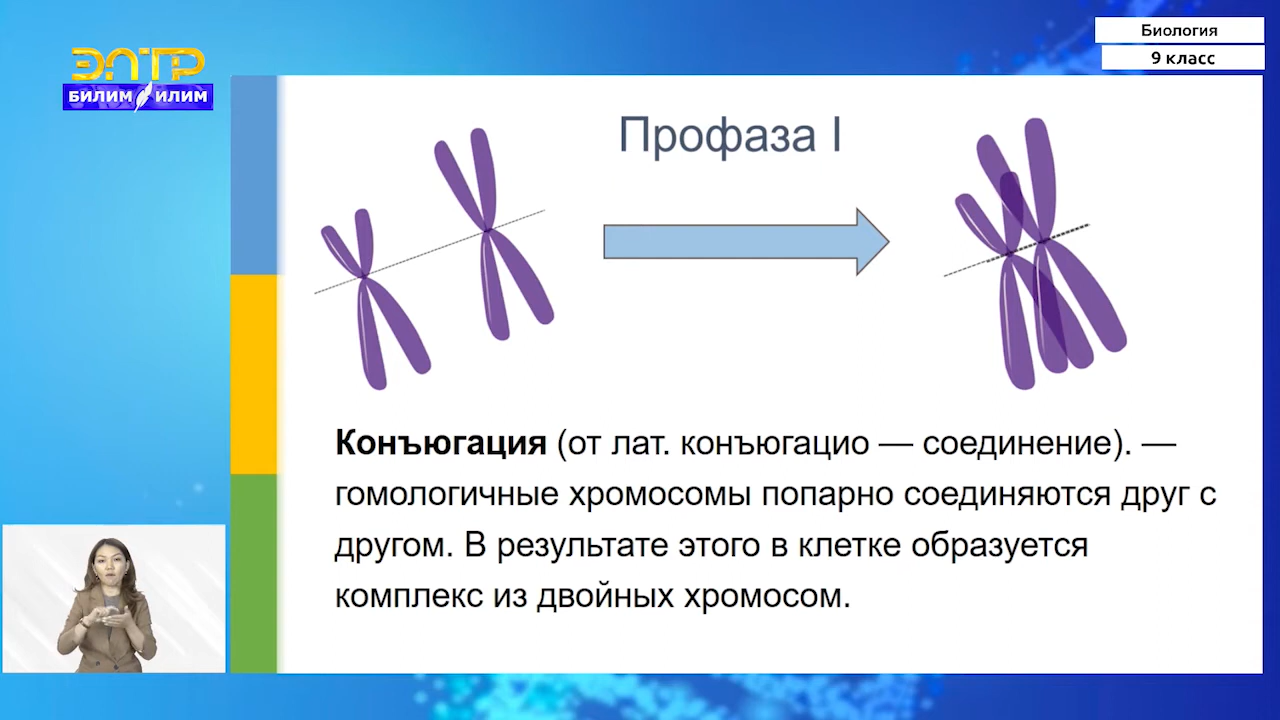 Биология
9 класс
ЭЛТР
БИЛИМ ИЛИМ
Профаза I
Конъюгация (от лат. конъюгацио — соединение). —
гомологичные хромосомы попарно соединяются друг с
другом. В результате этого в клетке образуется
комплекс из двойных хромосом.